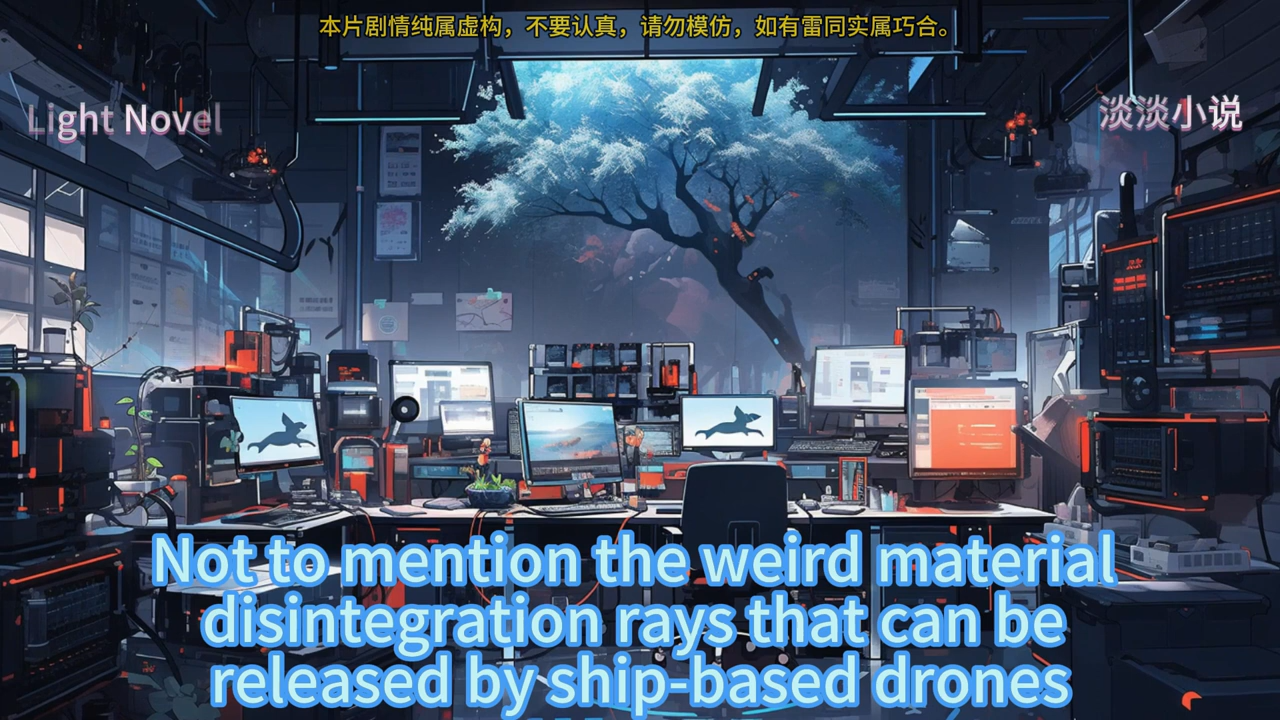 本片剧情纯属虚构，不要认真，请勿模仿，如有雷同实属巧合。
Light Novel
淡淡小说
Not to mention the weird material
disintegration rays that can be
released by ship-based drones